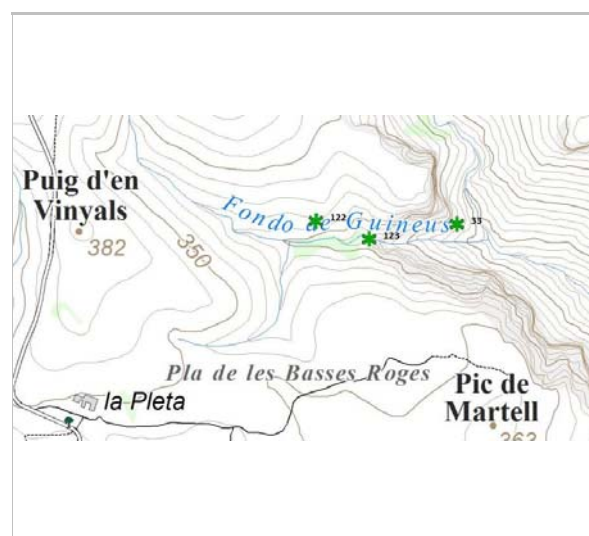 Puig d'en
Vinyals
382
350
Fondo de Guineus
122
123
33
Pla de les Basses Roges
la Pleta
Pic de
Martell
362